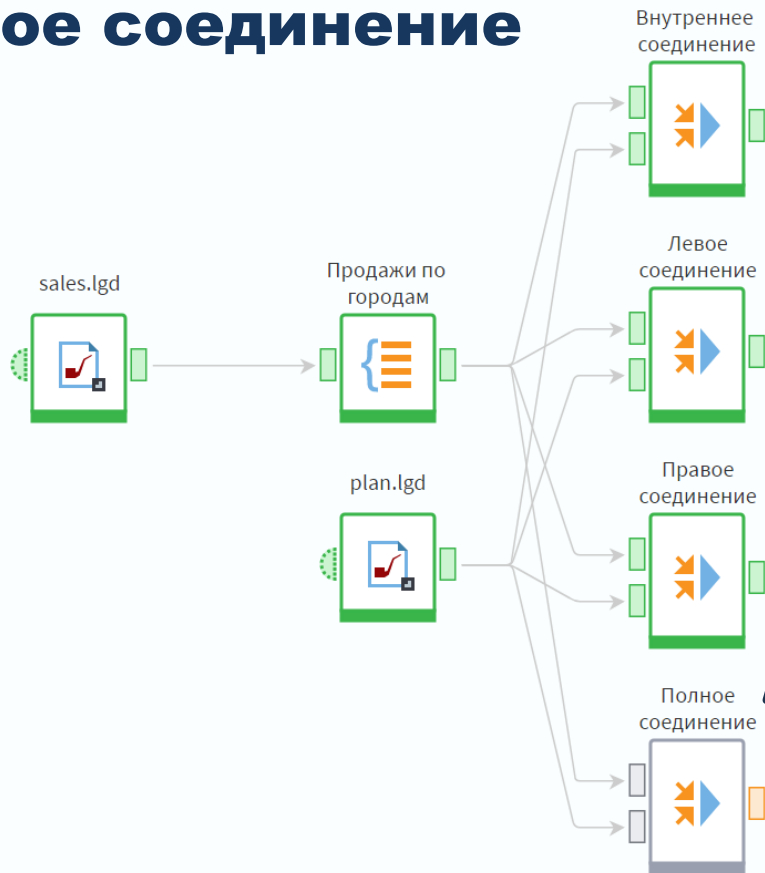 ое соединение
Внутреннее
соединение
Левое
соединение
sales.lgd
Продажи по
городам
plan.lgd
Правое
соединение
Полное
соединение